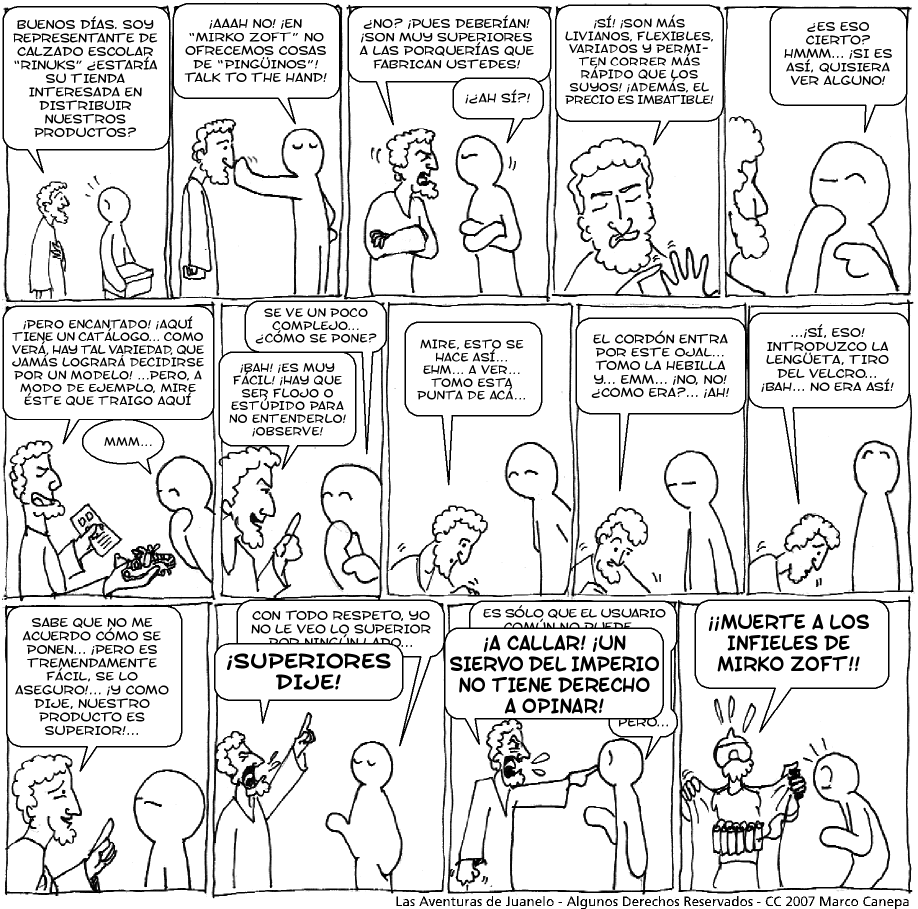 BUENOS DÍAS. SOY
REPRESENTANTE DE
CALZADO ESCOLAR
"RINUKS" ¿ESTARÍA
SU TIENDA
INTERESADA EN
DISTRIBUIR
NUESTROS
PRODUCTOS?
¡AAAH NO! ¡EN
"MIRKO ZOFT" NO
OFRECEMOS COSAS
DE "PINGÜINOS"!
TALK TO THE HAND!
¿NO? ¡PUES DEBERÍAN!
¡SON MUY SUPERIORES
A LAS PORQUERÍAS QUE
FABRICAN USTEDES!
¡¿AH SÍ?!
¡SÍ! ¡SON MÁS
LIVIANOS, FLEXIBLES,
VARIADOS Y PERMI-
TEN CORRER MÁS
RÁPIDO QUE LOS
SUYOS! ¡ADEMÁS, EL
PRECIO ES IMBATIBLE!
¿ES ESO
CIERTO?
HMMM... ¡SI ES
ASÍ, QUISIERA
VER ALGUNO!
¡PERO ENCANTADO! ¡AQUÍ
TIENE UN CATÁLOGO... COMO
VERÁ, HAY TAL VARIEDAD, QUE
JAMÁS LOGRARÁ DECIDIRSE
POR UN MODELO! ...PERO, A
MODO DE EJEMPLO, MIRE
ÉSTE QUE TRAIGO AQUÍ
MMM...
SE VE UN POCO
COMPLEJO...
¿CÓMO SE PONE?
¡BAH! ¡ES MUY
FÁCIL! ¡HAY QUE
SER FLOJO O
ESTÚPIDO PARA
NO ENTENDERLO!
¡OBSERVE!
MIRE, ESTO SE
HACE ASÍ...
EHM... A VER...
TOMO ESTA
PUNTA DE ACÁ...
EL CORDÓN ENTRA
POR ESTE OJAL...
TOMO LA HEBILLA
Y... EMM... ¡NO, NO!
¿COMO ERA?... ¡AH!
...¡SÍ, ESO!
INTRODUZCO LA
LENGÜETA, TIRO
DEL VELCRO...
¡BAH... NO ERA ASÍ!
SABE QUE NO ME
ACUERDO CÓMO SE
PONEN... ¡PERO ES
TREMENDAMENTE
FÁCIL, SE LO
ASEGURO!... ¡Y COMO
DIJE, NUESTRO
PRODUCTO ES
SUPERIOR!...
CON TODO RESPETO, YO
NO LE VEO LO SUPERIOR
POR NINGÚN LADO...
¡SUPERIORES
DIJE!
ES SÓLO QUE EL USUARIO
COMÚN NO PUEDE
¡A CALLAR! ¡UN
SIERVO DEL IMPERIO
NO TIENE DERECHO
A OPINAR!
PERO...
¡¡MUERTE A LOS
INFIELES DE
MIRKO ZOFT!!
Las Aventuras de Juanelo - Algunos Derechos Reservados - CC 2007 Marco Canepa